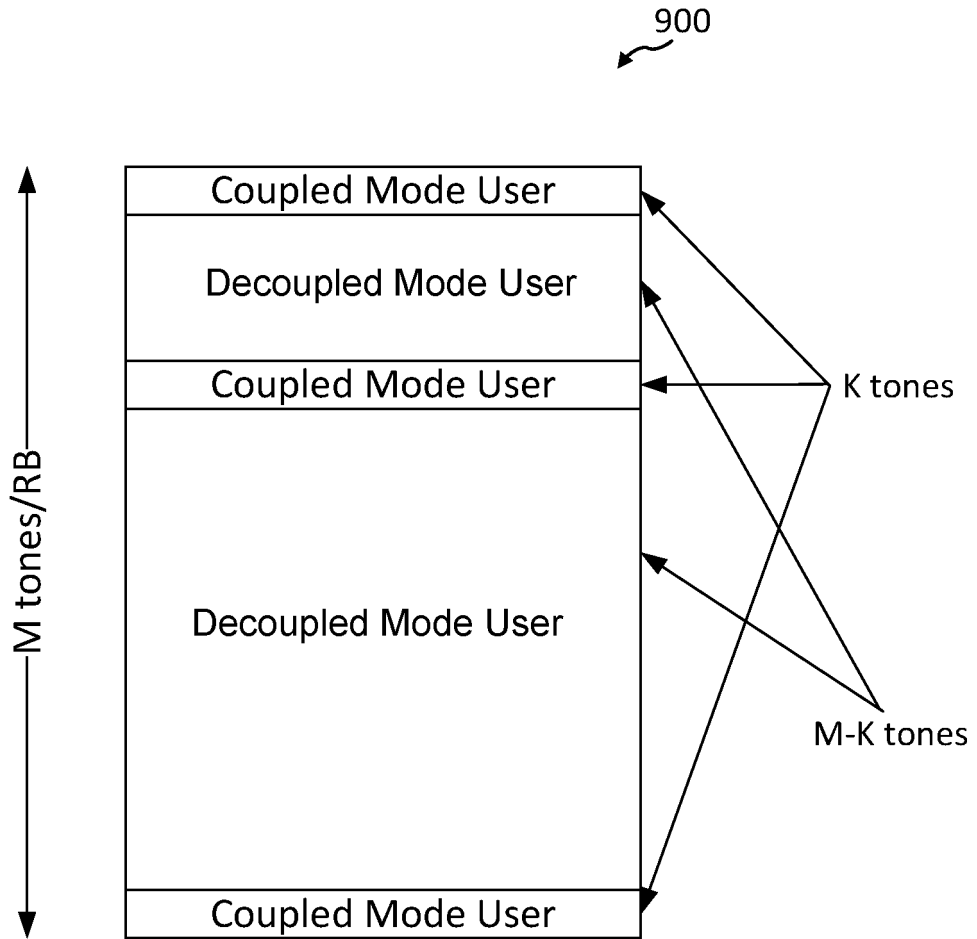 900
Coupled Mode User
Decoupled Mode User
Coupled Mode User
K tones
M tones/RB
Decoupled Mode User
M-K tones
Coupled Mode User